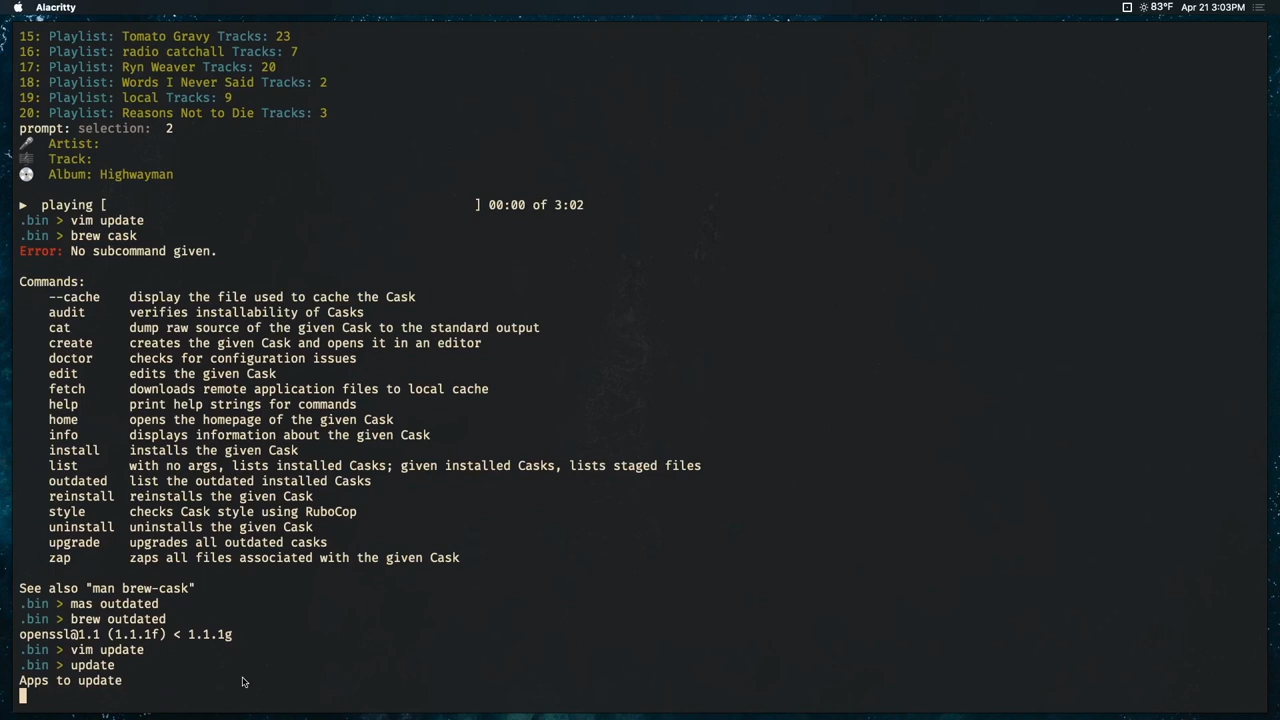 Alacritty
83°F Apr 21 3:03PM
15: Playlist: Tomato Gravy Tracks: 23
16: Playlist: radio catchall Tracks: 7
17: Playlist: Ryn Weaver Tracks: 20
18: Playlist: Words I Never Said Tracks: 2
19: Playlist: local Tracks: 9
20: Playlist: Reasons Not to Die Tracks: 3
prompt: selection: 2
Artist:
Track:
Album: Highwayman
▶ playing [ ] 00:00 of 3:02
.bin > vim update
.bin > brew cask
Error: No subcommand given.
Commands:
--cache display the file used to cache the Cask
audit verifies installability of Casks
cat dump raw source of the given Cask to the standard output
create creates the given Cask and opens it in an editor
doctor checks for configuration issues
edit edits the given Cask
fetch downloads remote application files to local cache
help print help strings for commands
home opens the homepage of the given Cask
info displays information about the given Cask
install installs the given Cask
list with no args, lists installed Casks; given installed Casks, lists staged files
outdated list the outdated installed Casks
reinstall reinstalls the given Cask
style checks Cask style using RuboCop
uninstall uninstalls the given Cask
upgrade upgrades all outdated casks
zap zaps all files associated with the given Cask
See also "man brew-cask"
.bin > mas outdated
.bin > brew outdated
openssl@1.1 (1.1.1f) < 1.1.1g
.bin > vim update
.bin > update
Apps to update